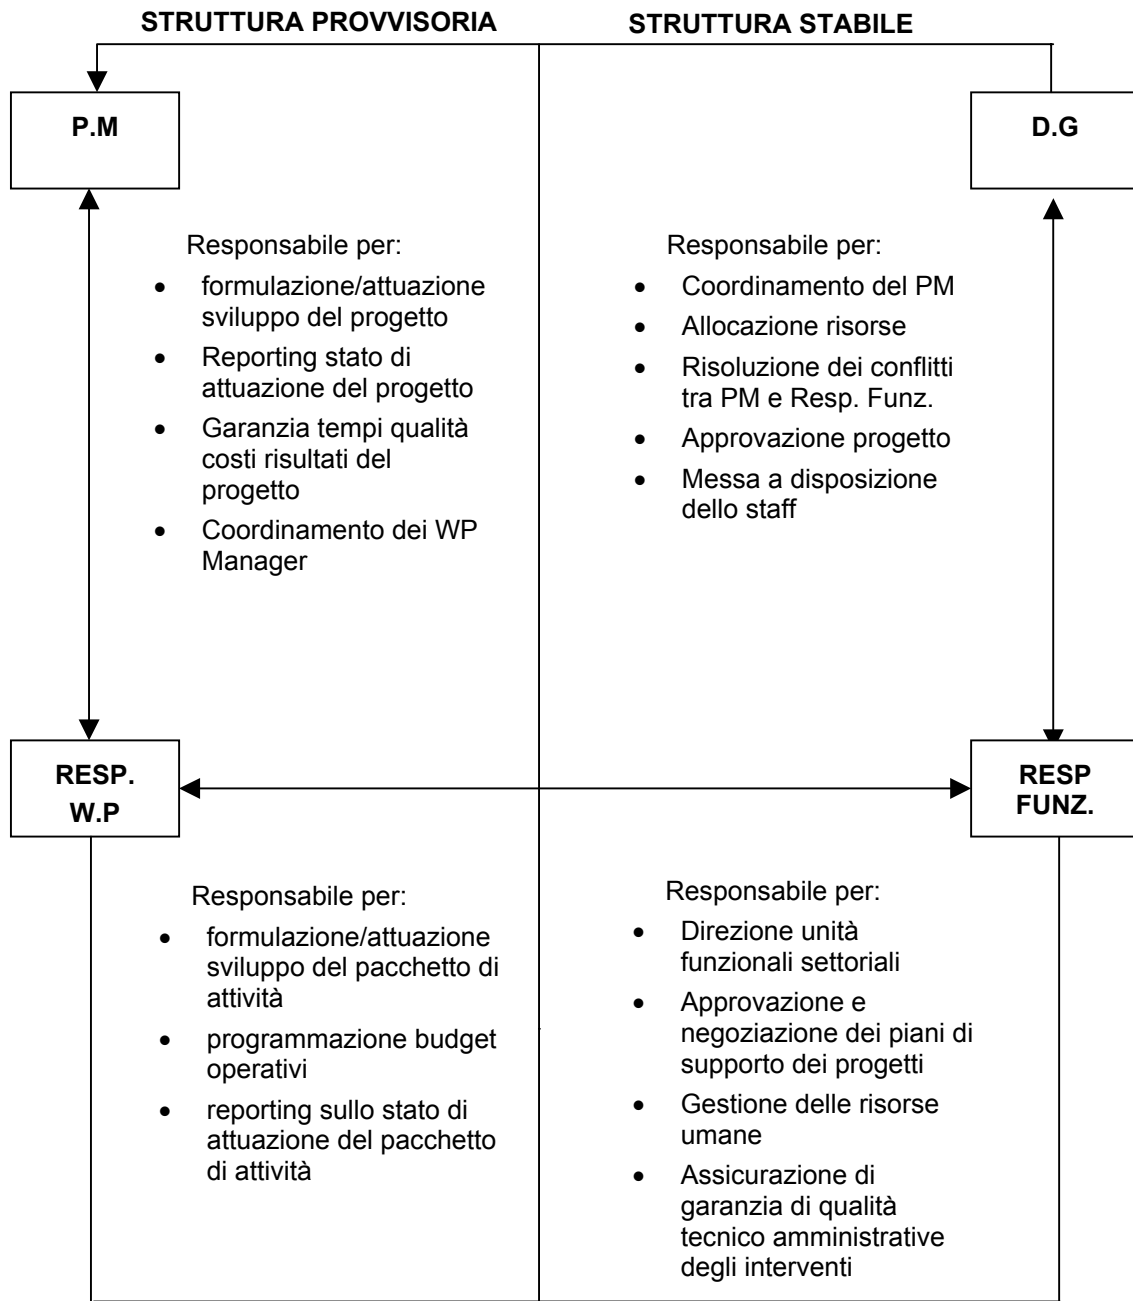 STRUTTURA PROVVISORIA
STRUTTURA STABILE
P.M
D.G
Responsabile per:
• formulazione/attuazione
sviluppo del progetto
• Reporting stato di
attuazione del progetto
• Garanzia tempi qualità
costi risultati del
progetto
• Coordinamento dei WP
Manager
Responsabile per:
• Coordinamento del PM
• Allocazione risorse
• Risoluzione dei conflitti
tra PM e Resp. Funz.
• Approvazione progetto
• Messa a disposizione
dello staff
RESP.
W.P
RESP
FUNZ.
Responsabile per:
• formulazione/attuazione
sviluppo del pacchetto di
attività
• programmazione budget
operativi
• reporting sullo stato di
attuazione del pacchetto
di attività
Responsabile per:
• Direzione unità
funzionali settoriali
• Approvazione e
negoziazione dei piani di
supporto dei progetti
• Gestione delle risorse
umane
• Assicurazione di
garanzia di qualità
tecnico amministrative
degli interventi